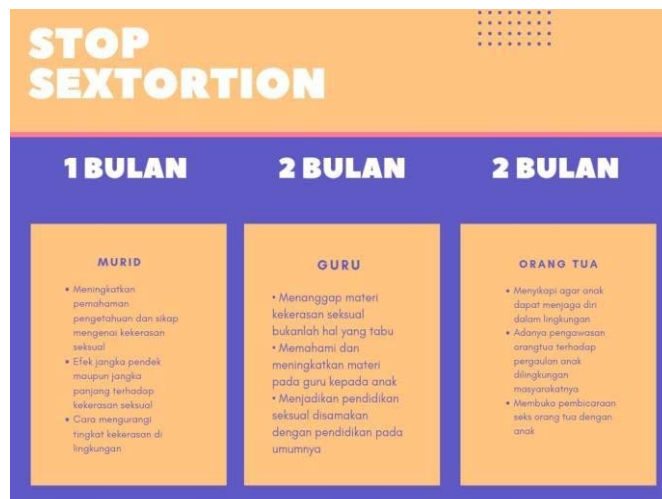 STOP
SEXTORTION
1 BULAN
2 BULAN
2 BULAN
MURID
• Meningkatkan
pemahaman
pengetahuan dan sikap
mengenai kekerasan
seksual
• Efek jangka pendek
maupun jangka
panjang terhadap
kekerasan seksual
• Cara mengurangi
tingkat kekerasan di
lingkungan
GURU
• Menanggap materi
kekerasan seksual
bukanlah hal yang tabu
• Memahami dan
meningkatkan materi
pada guru kepada anak
• Menjadikan pendidikan
seksual disamakan
dengan pendidikan pada
umumnya
ORANG TUA
• Menyikapi agar anak
dapat menjaga diri
dalam lingkungan
• Adanya pengawasan
orangtua terhadap
pergaulan anak
dilingkungan
masyarakatnya
• Membuka pembicaraan
seks orang tua dengan
anak